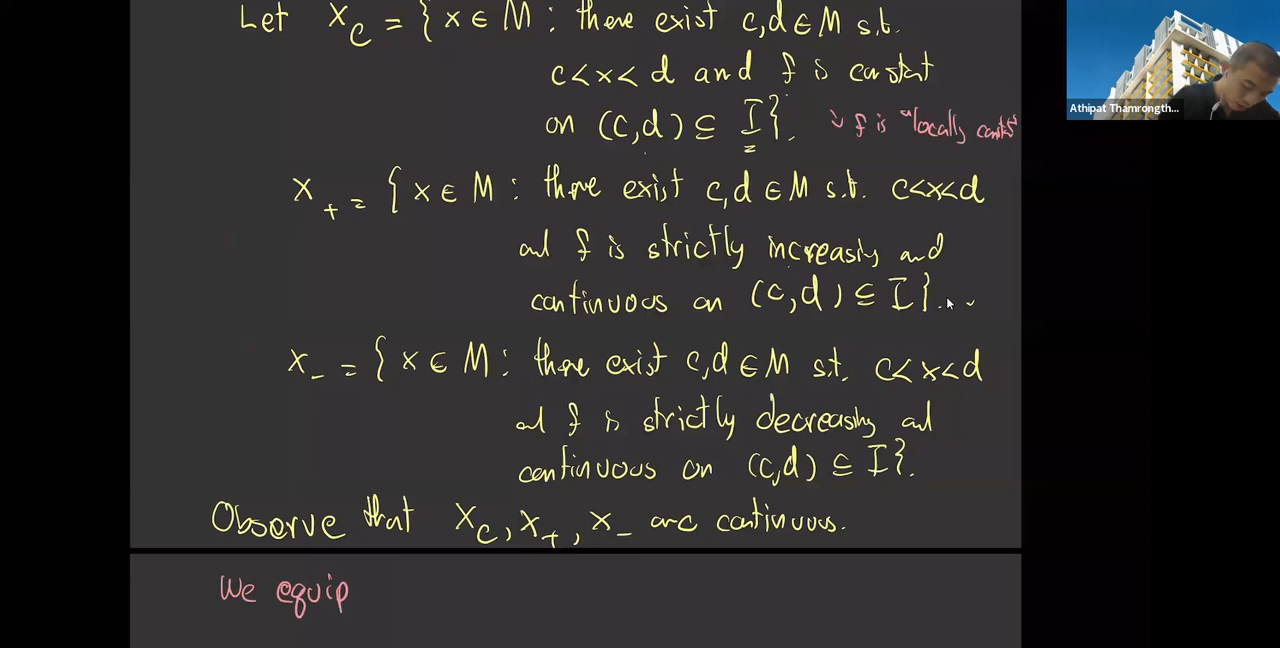 Let X_c = { x ∈ M : there exist c,d ∈ M s.t.
c < x < d and f is constat
on (c,d) ⊆ I }. ↘ f is "locally const"
X_+ = { x ∈ M : there exist c,d ∈ M s.t. c<x<d
and f is strictly increasing and
continuous on (c,d) ⊆ I }.
X_- = { x ∈ M : there exist c,d ∈ M s.t. c< x<d
and f is strictly decreasing and
continuous on (c,d) ⊆ I }.
Observe that X_c, X_+, X_- are continuous.
We equip
Athipat Thamrongth...